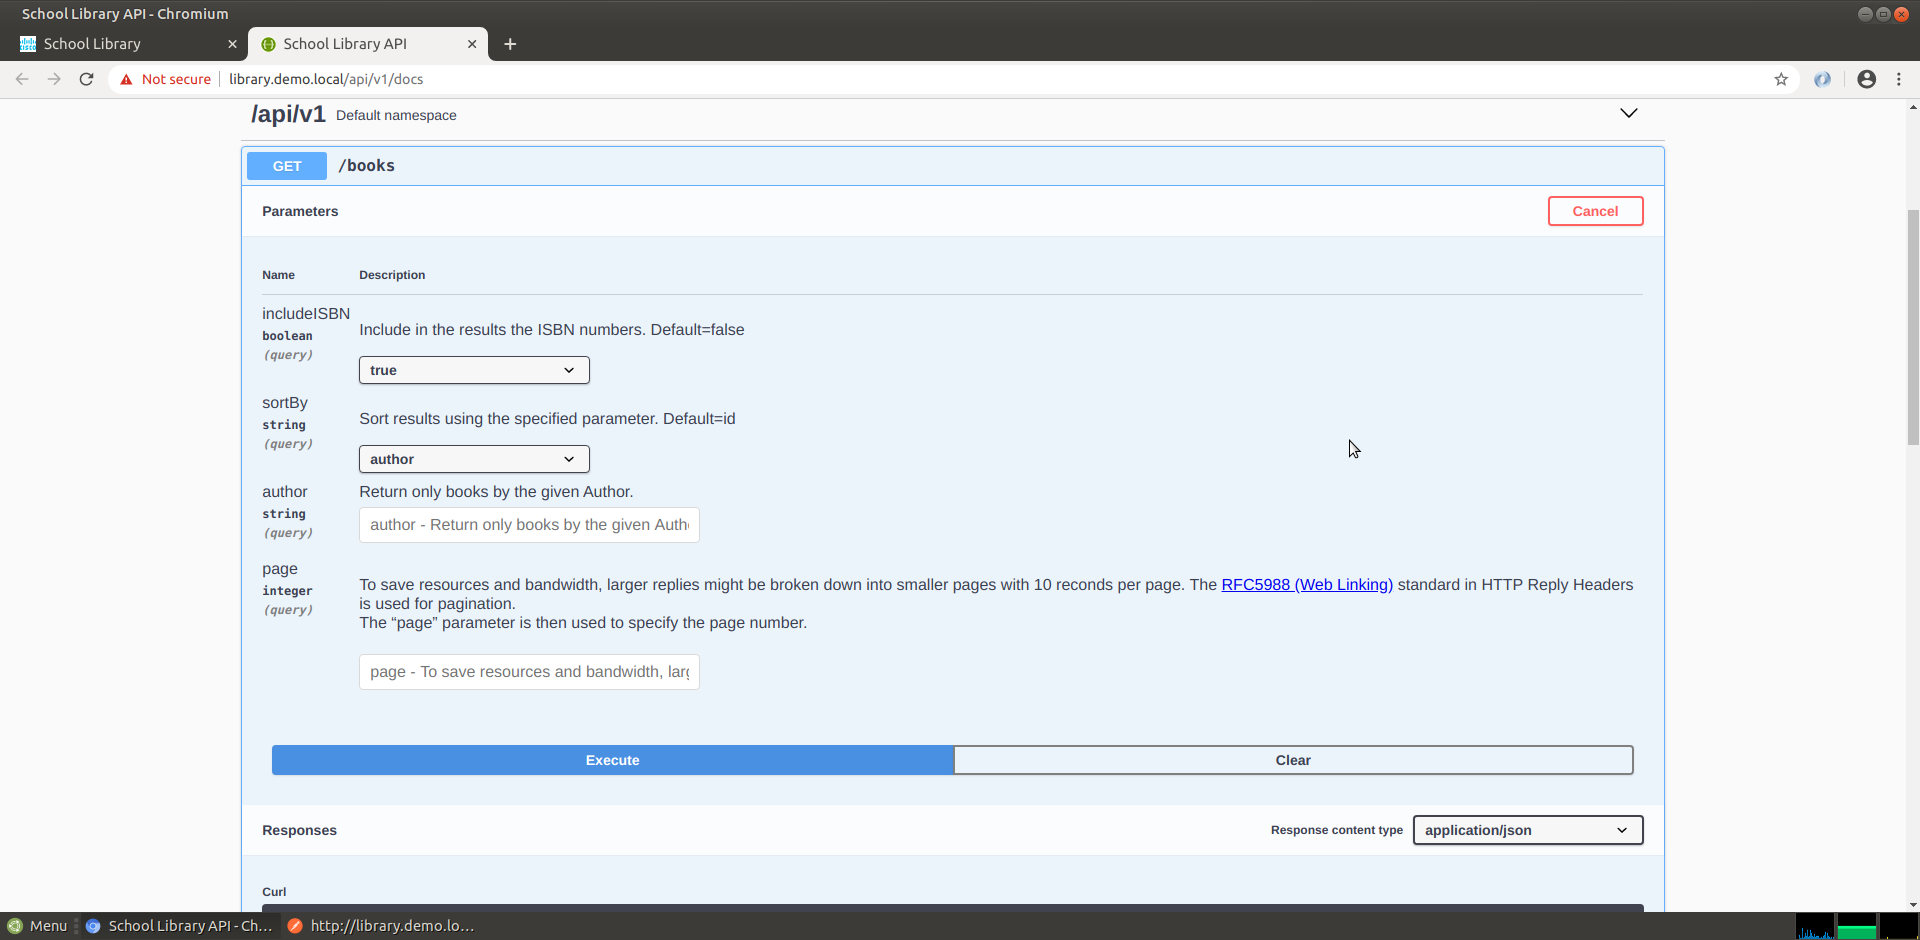 School Library API - Chromium
School Library
School Library API
Not secure
library.demo.local/api/v1/docs
/api/v1 Default namespace
GET /books
Parameters
Cancel
Name Description
includeISBN
boolean
(query)
Include in the results the ISBN numbers. Default=false
true
sortBy
string
(query)
Sort results using the specified parameter. Default=id
author
author
string
(query)
Return only books by the given Author.
author - Return only books by the given Auth
page
integer
(query)
To save resources and bandwidth, larger replies might be broken down into smaller pages with 10 reconds per page. The RFC5988 (Web Linking) standard in HTTP Reply Headers
is used for pagination.
The “page” parameter is then used to specify the page number.
page - To save resources and bandwidth, larg
Execute
Clear
Responses
Response content type
application/json
Curl
Menu
School Library API - Ch...
http://library.demo.lo...